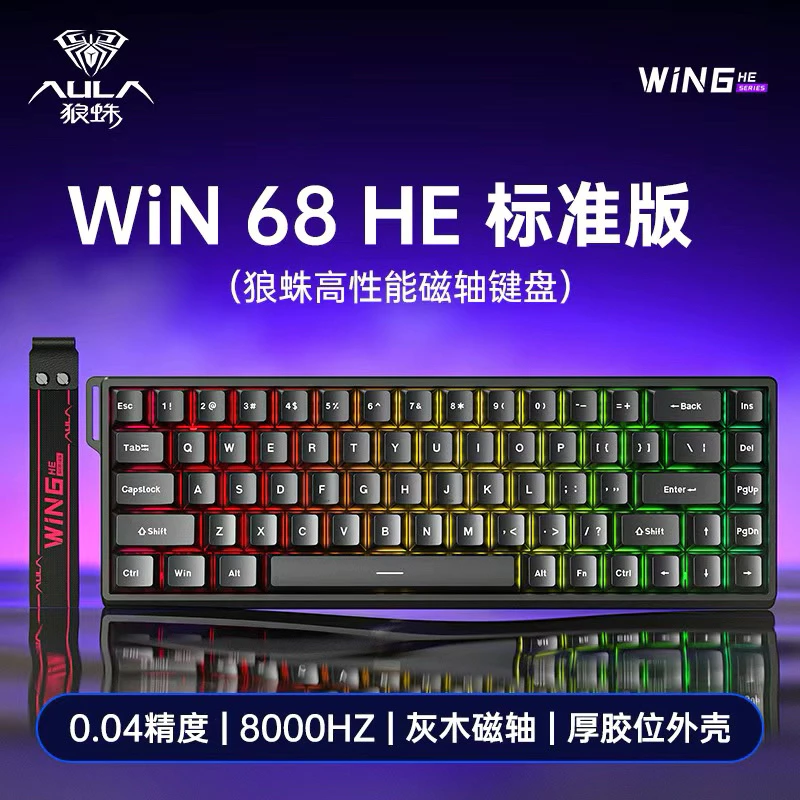 AULA
狼蛛
WiNG HE
SERIES
WiN 68 HE 标准版
（狼蛛高性能磁轴键盘）
AULA
WiNG HE
SERIES
AULA
Esc 1! 2@ 3# 4$ 5% 6^ 7& 8* 9( 0) -- =+ ←Back Ins
Tab Q W E R T Y U I O P [{ }] \| Del
Capslock A S D F G H J K L ;: '" Enter PgUp
⇧Shift Z X C V B N M ,< .> /? ⇧Shift ↑ PgDn
Ctrl Win Alt Alt Fn Ctrl ← ↓ →
0.04精度 | 8000HZ | 灰木磁轴 | 厚胶位外壳